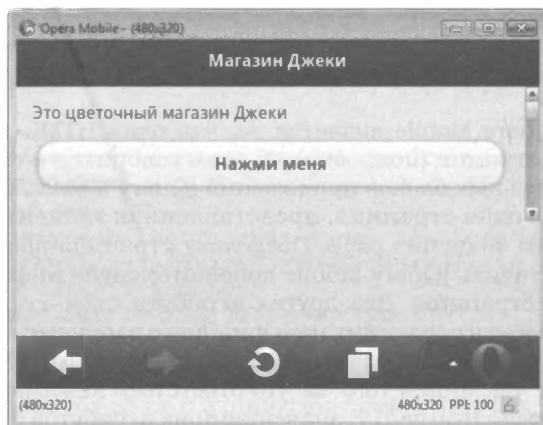 Opera Mobile - (480x320)
Магазин Джеки
Это цветочный магазин Джеки
Нажми меня
(480x320)
480x320 PPI: 100